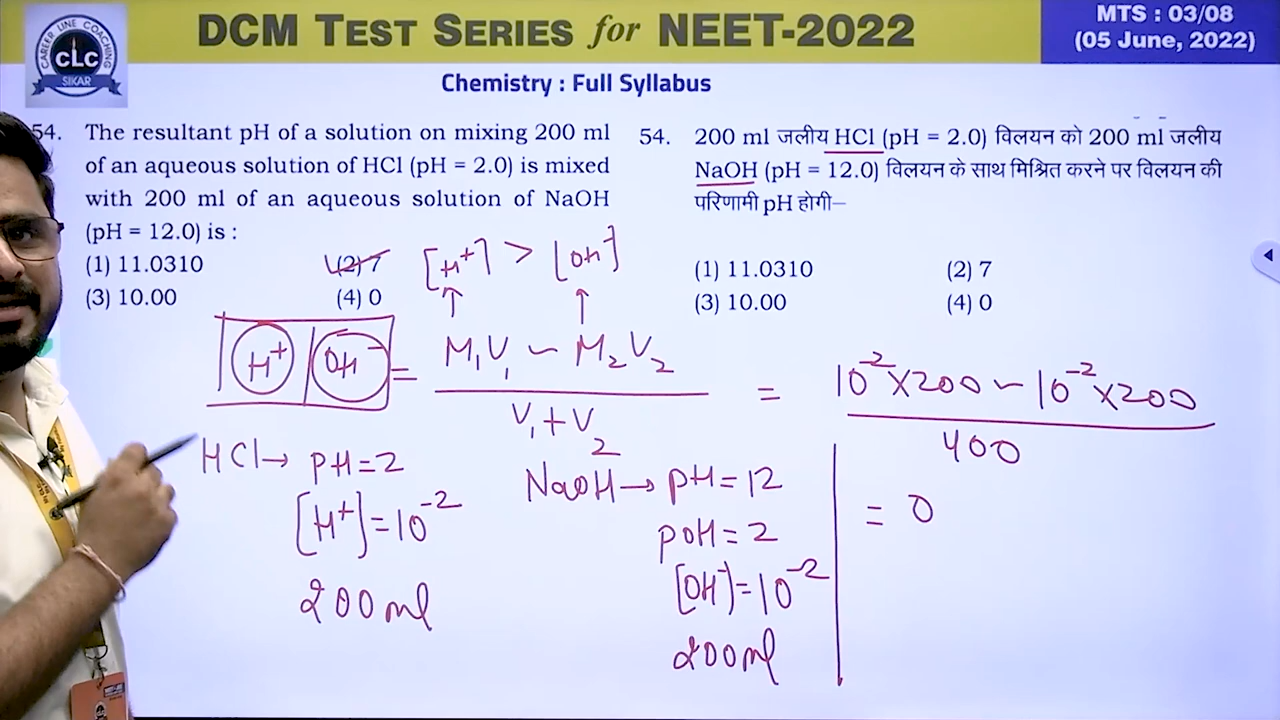 DCM TEST SERIES for NEET-2022
MTS : 03/08
(05 June, 2022)
CAREER LINE COACHING
CLC
SIKAR
Chemistry : Full Syllabus
54. The resultant pH of a solution on mixing 200 ml
of an aqueous solution of HCl (pH = 2.0) is mixed
with 200 ml of an aqueous solution of NaOH
(pH = 12.0) is :
(1) 11.0310 (2) 7
(3) 10.00 (4) 0
54. 200 ml जलीय HCl (pH = 2.0) विलयन को 200 ml जलीय
NaOH (pH = 12.0) विलयन के साथ मिश्रित करने पर विलयन की
परिणामी pH होगी–
(1) 11.0310 (2) 7
(3) 10.00 (4) 0
[H⁺] > [OH⁻]
↑ ↑
H⁺ | OH⁻ = M₁V₁ ~ M₂V₂
V₁+V₂
= 10⁻²×200 ~ 10⁻²×200
400
= 0
HCl → pH=2
[H⁺]=10⁻²
200ml
NaOH → pH=12
pOH=2
[OH⁻]=10⁻²
200ml